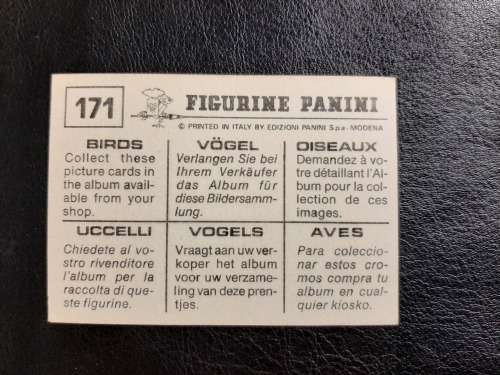 171
FIGURINE PANINI
© PRINTED IN ITALY BY EDIZIONI PANINI S.p.a. MODENA
BIRDS
Collect these
picture cards in
the album avail-
able from your
shop.
VÖGEL
Verlangen Sie bei
Ihrem Verkäufer
das Album für
diese Bildersamm-
lung.
OISEAUX
Demandez à vo-
tre détaillant l'Al-
bum pour la col-
lection de ces
images.
UCCELLI
Chiedete al vo-
stro rivenditore
l'album per la
raccolta di que-
ste figurine.
VOGELS
Vraagt aan uw ver-
koper het album
voor uw verzame-
ling van deze pren-
tjes.
AVES
Para coleccio-
nar estos cro-
mos compra tu
album en cual-
quier kiosko.